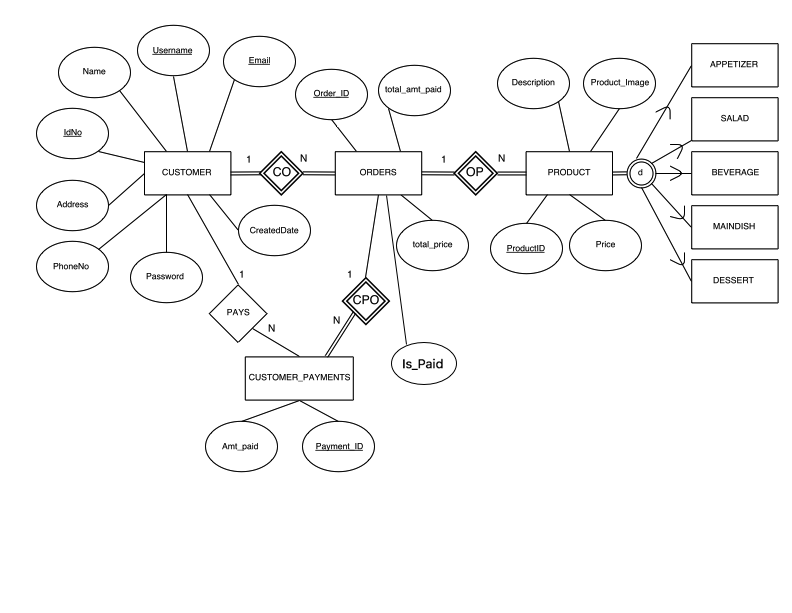 Username
Email
Name
Order_ID
total_amt_paid
Description
Product_Image
APPETIZER
SALAD
IdNo
CUSTOMER
1
CO
N
ORDERS
1
OP
N
PRODUCT
d
BEVERAGE
Address
CreatedDate
total_price
ProductID
Price
MAINDISH
PhoneNo
Password
1
1
DESSERT
PAYS
N
N
CPO
Is_Paid
CUSTOMER_PAYMENTS
Amt_paid
Payment_ID